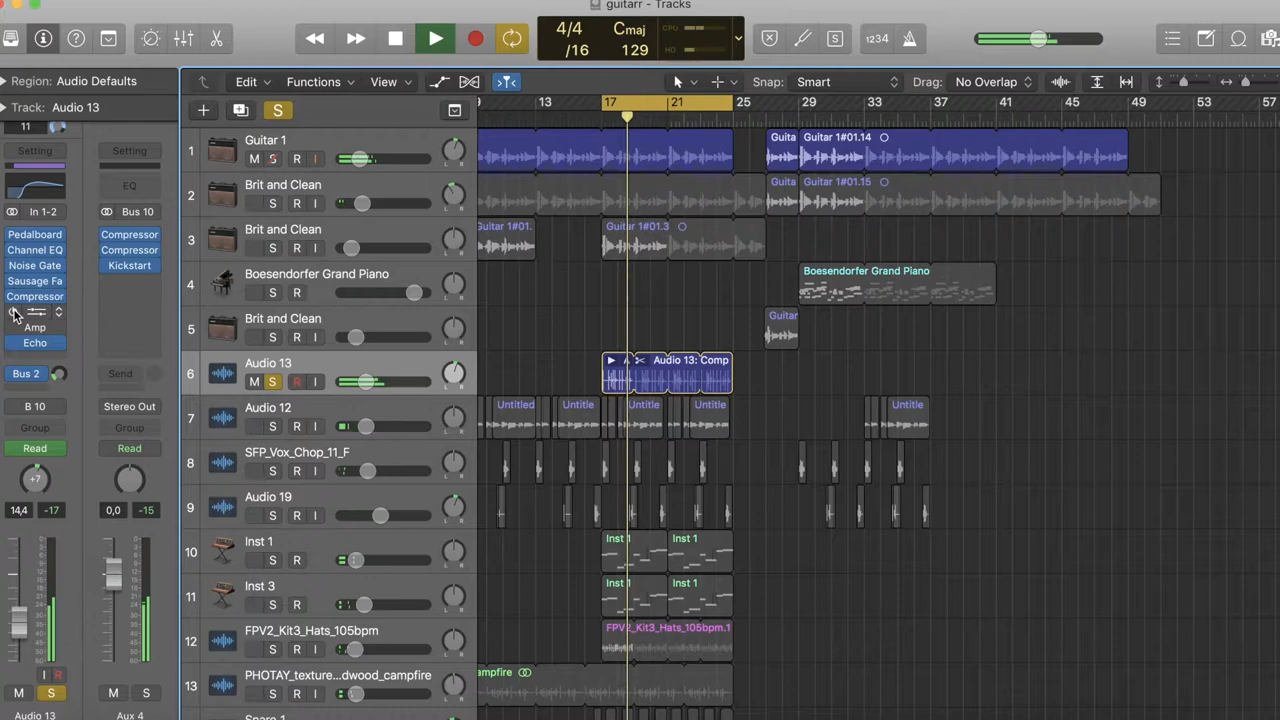 guitarr - Tracks
4/4 Cmaj CPU
/16 129 HD
1234
Region: Audio Defaults
Edit Functions View Snap: Smart Drag: No Overlap
Track: Audio 13
S
9 13 17 21 25 29 33 37 41 45 49 53 57
11
Setting Setting
EQ
In 1-2 Bus 10
Pedalboard Compressor
Channel EQ Compressor
Noise Gate Kickstart
Sausage Fa
Compressor
Amp
Echo
Bus 2 Send
B 10 Stereo Out
Group Group
Read Read
+7
14,4 -17 0,0 -15
I R
M S M S
Audio 13 Aux 4
1 Guitar 1
M S R I
Guita Guitar 1#01.14
2 Brit and Clean
S R I
Guita Guitar 1#01.15
3 Brit and Clean
S R I
Guitar 1#01. Guitar 1#01.3
4 Boesendorfer Grand Piano
S R
Boesendorfer Grand Piano
5 Brit and Clean
S R I
Guitar
6 Audio 13
M S R I
Audio 13: Comp
7 Audio 12
S R I
Untitled Untitle Untitle Untitle Untitle
8 SFP_Vox_Chop_11_F
S R I
9 Audio 19
S R I
10 Inst 1
S R
Inst 1 Inst 1
11 Inst 3
S R
Inst 1 Inst 1
12 FPV2_Kit3_Hats_105bpm
S R I
FPV2_Kit3_Hats_105bpm.1
13 PHOTAY_texture...dwood_campfire
S R I
ampfire
Snare 1